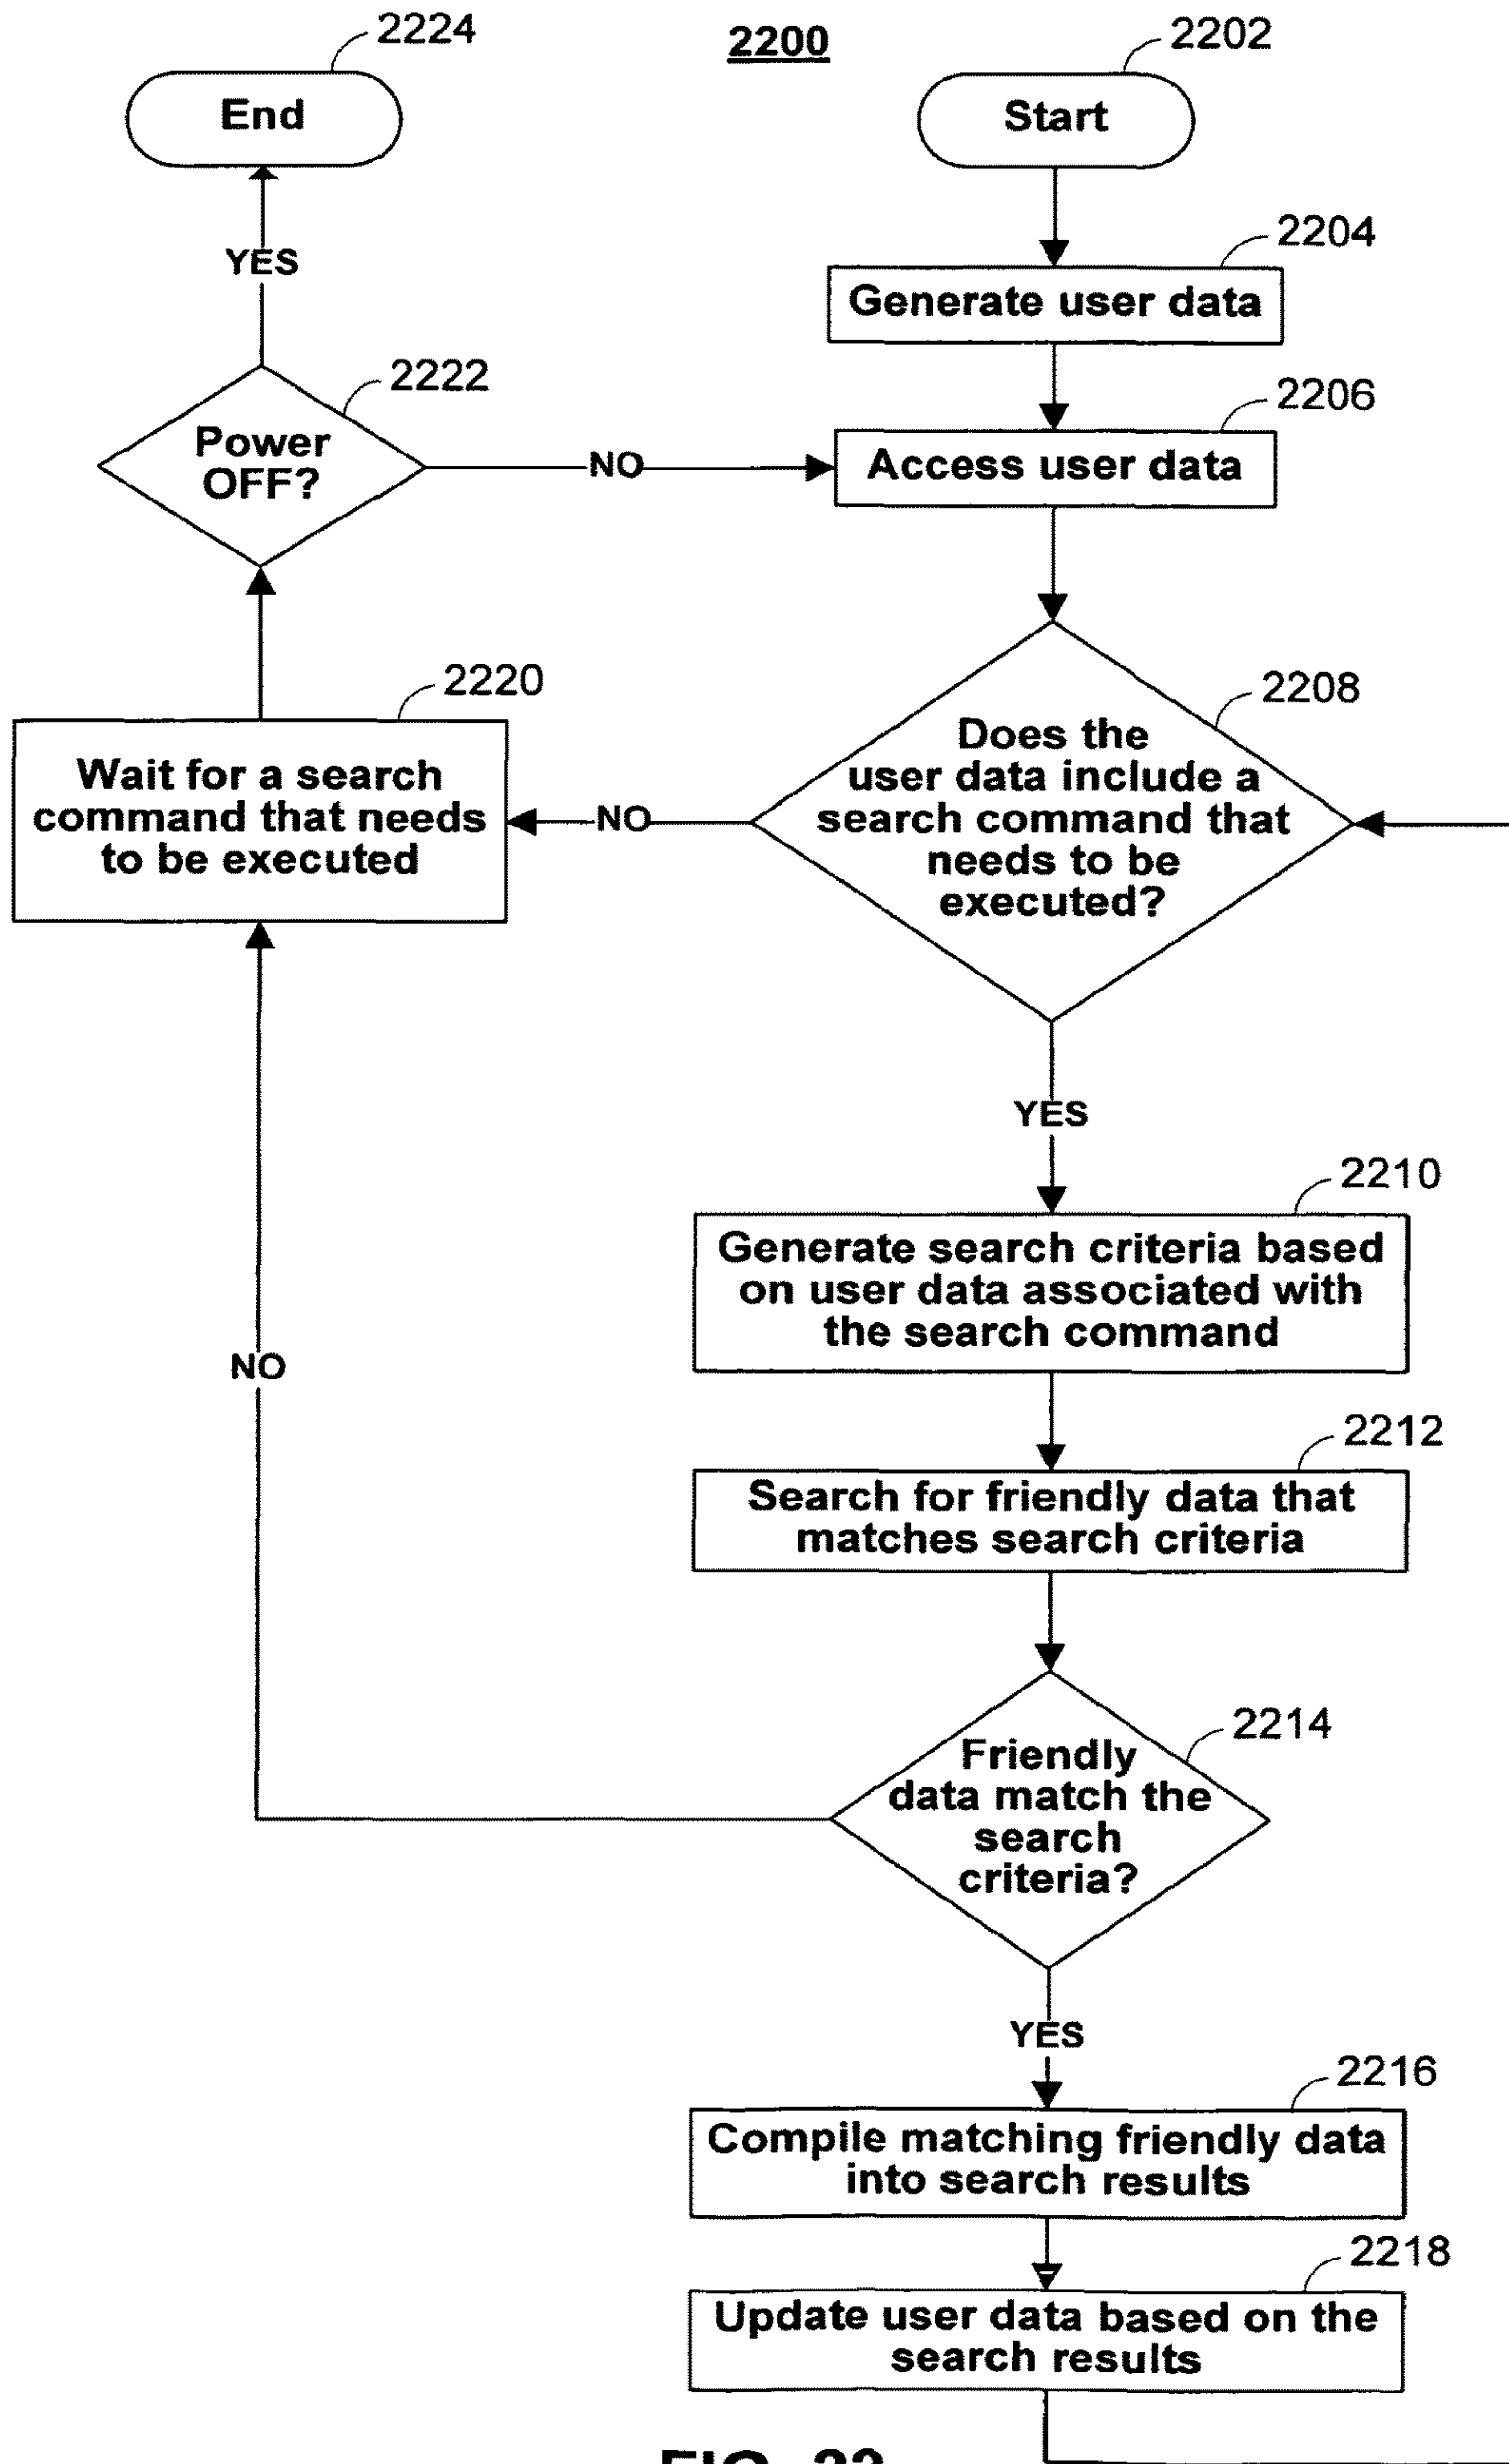 2224
2200
2202
End
Start
YES
2204
Generate user data
2222
2206
Power
OFF?
NO
Access user data
2220
2208
Wait for a search
command that needs
to be executed
NO
Does the
user data include a
search command that
needs to be
executed?
YES
2210
Generate search criteria based
on user data associated with
the search command
NO
2212
Search for friendly data that
matches search criteria
2214
Friendly
data match the
search
criteria?
YES
2216
Compile matching friendly data
into search results
2218
Update user data based on the
search results
FIG. 22